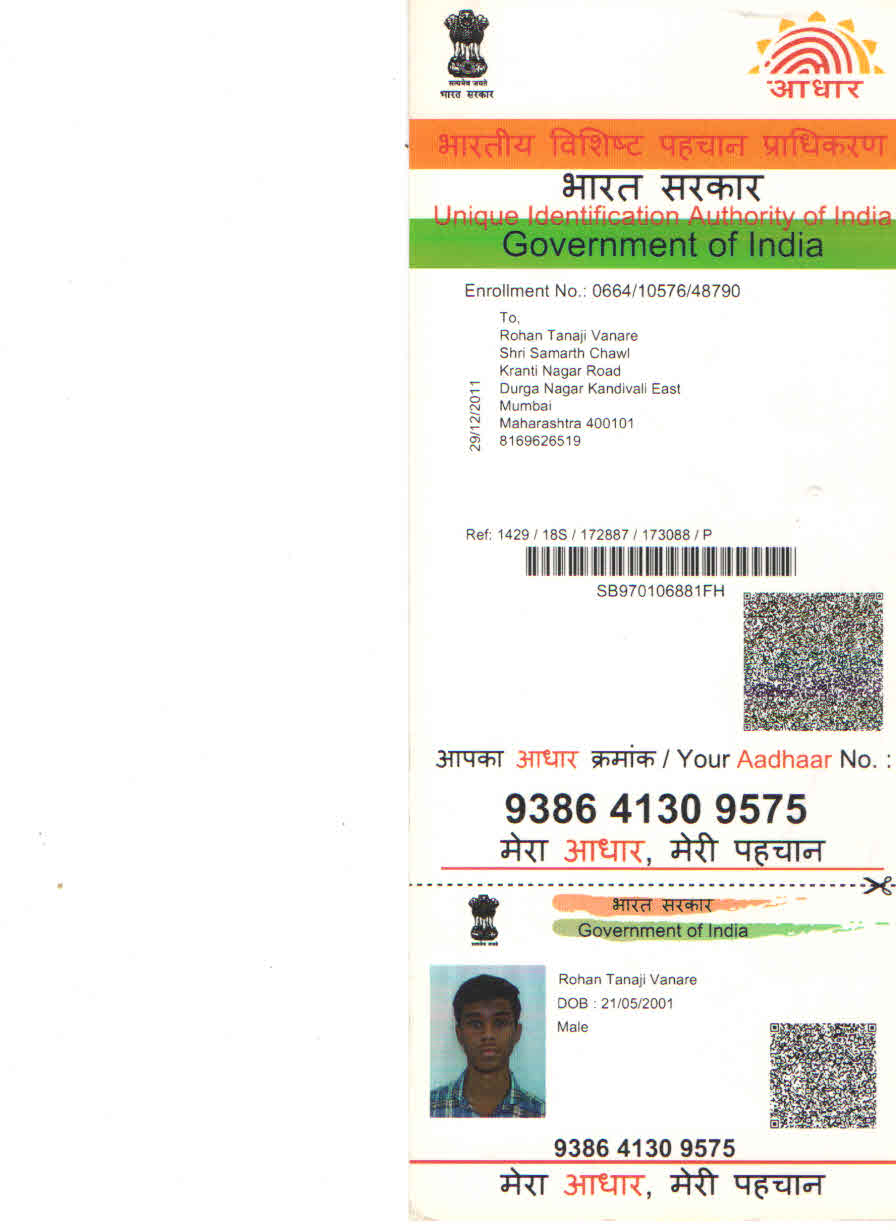 सत्यमेव जयते
भारत सरकार
आधार
भारतीय विशिष्ट पहचान प्राधिकरण
भारत सरकार
Unique Identification Authority of India
Government of India
Enrollment No.: 0664/10576/48790
To,
Rohan Tanaji Vanare
Shri Samarth Chawl
Kranti Nagar Road
Durga Nagar Kandivali East
Mumbai
Maharashtra 400101
8169626519
29/12/2011
Ref: 1429 / 18S / 172887 / 173088 / P
SB970106881FH
आपका आधार क्रमांक / Your Aadhaar No. :
9386 4130 9575
मेरा आधार, मेरी पहचान
भारत सरकार
Government of India
Rohan Tanaji Vanare
DOB : 21/05/2001
Male
9386 4130 9575
मेरा आधार, मेरी पहचान